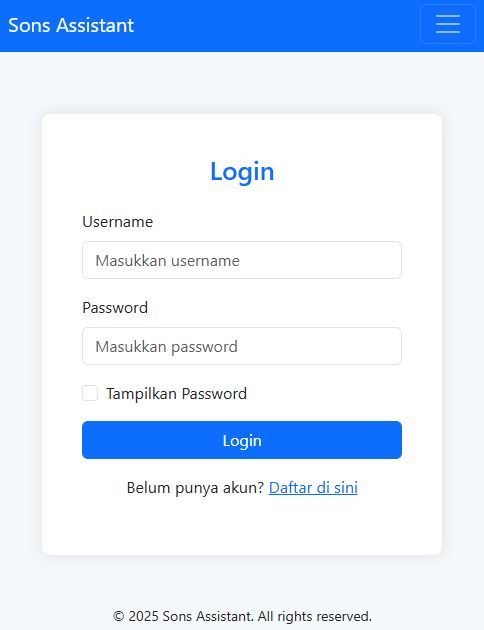 Sons Assistant
Login
Username
Masukkan username
Password
Masukkan password
Tampilkan Password
Login
Belum punya akun? Daftar di sini
© 2025 Sons Assistant. All rights reserved.